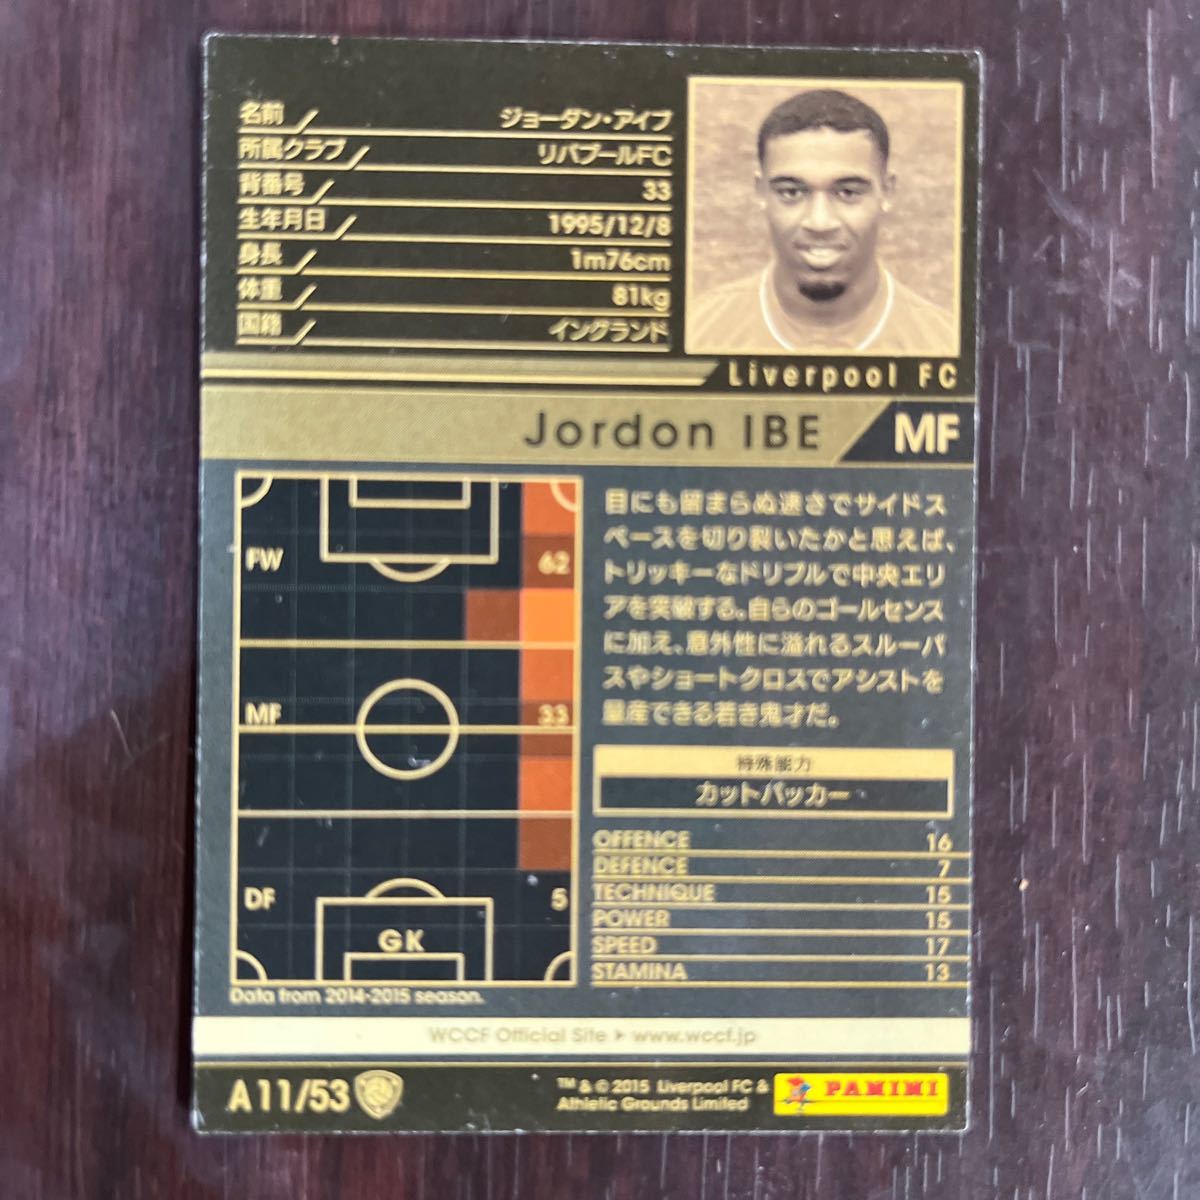 名前 ジョーダン・アイブ
所属クラブ リバプールFC
背番号 33
生年月日 1995/12/8
身長 1m76cm
体重 81kg
国籍 イングランド
Liverpool FC
Jordon IBE MF
FW 62
MF 33
DF 5
GK
Data from 2014-2015 season.
目にも留まらぬ速さでサイドス
ペースを切り裂いたかと思えば、
トリッキーなドリブルで中央エリ
アを突破する。自らのゴールセンス
に加え、意外性に溢れるスルーパ
スやショートクロスでアシストを
量産できる若き鬼才だ。
特殊能力
カットバッカー
OFFENCE 16
DEFENCE 7
TECHNIQUE 15
POWER 15
SPEED 17
STAMINA 13
WCCF Official Site ▶ www.wccf.jp
A11/53
™ & © 2015 Liverpool FC &
Athletic Grounds Limited
PANINI